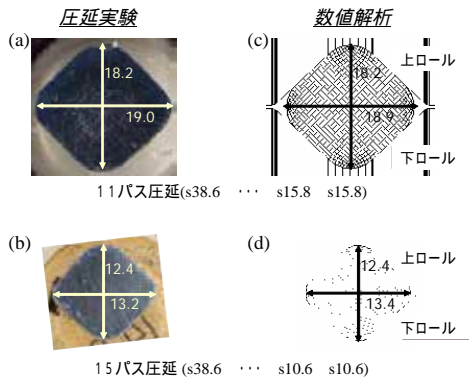 圧延実験
数値解析
(a)
18.2
19.0
(c)
18.2
18.9
上ロール
下ロール
11パス圧延(s38.6 ··· s15.8 s15.8)
(b)
12.4
13.2
(d)
12.4
13.4
上ロール
下ロール
15パス圧延 (s38.6 ··· s10.6 s10.6)